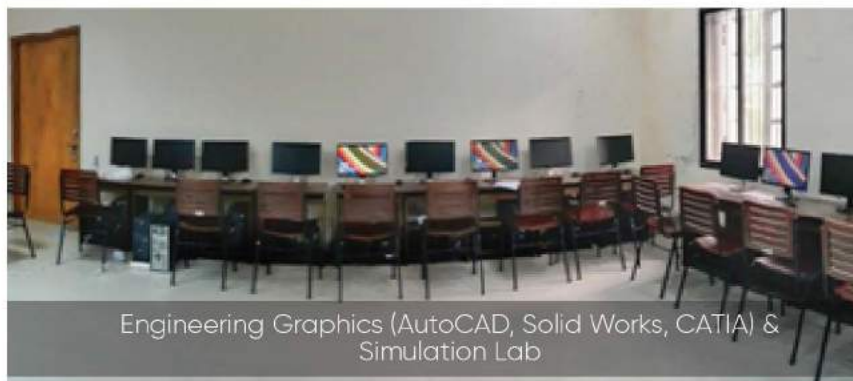 Engineering Graphics (AutoCAD, Solid Works, CATIA) &
Simulation Lab